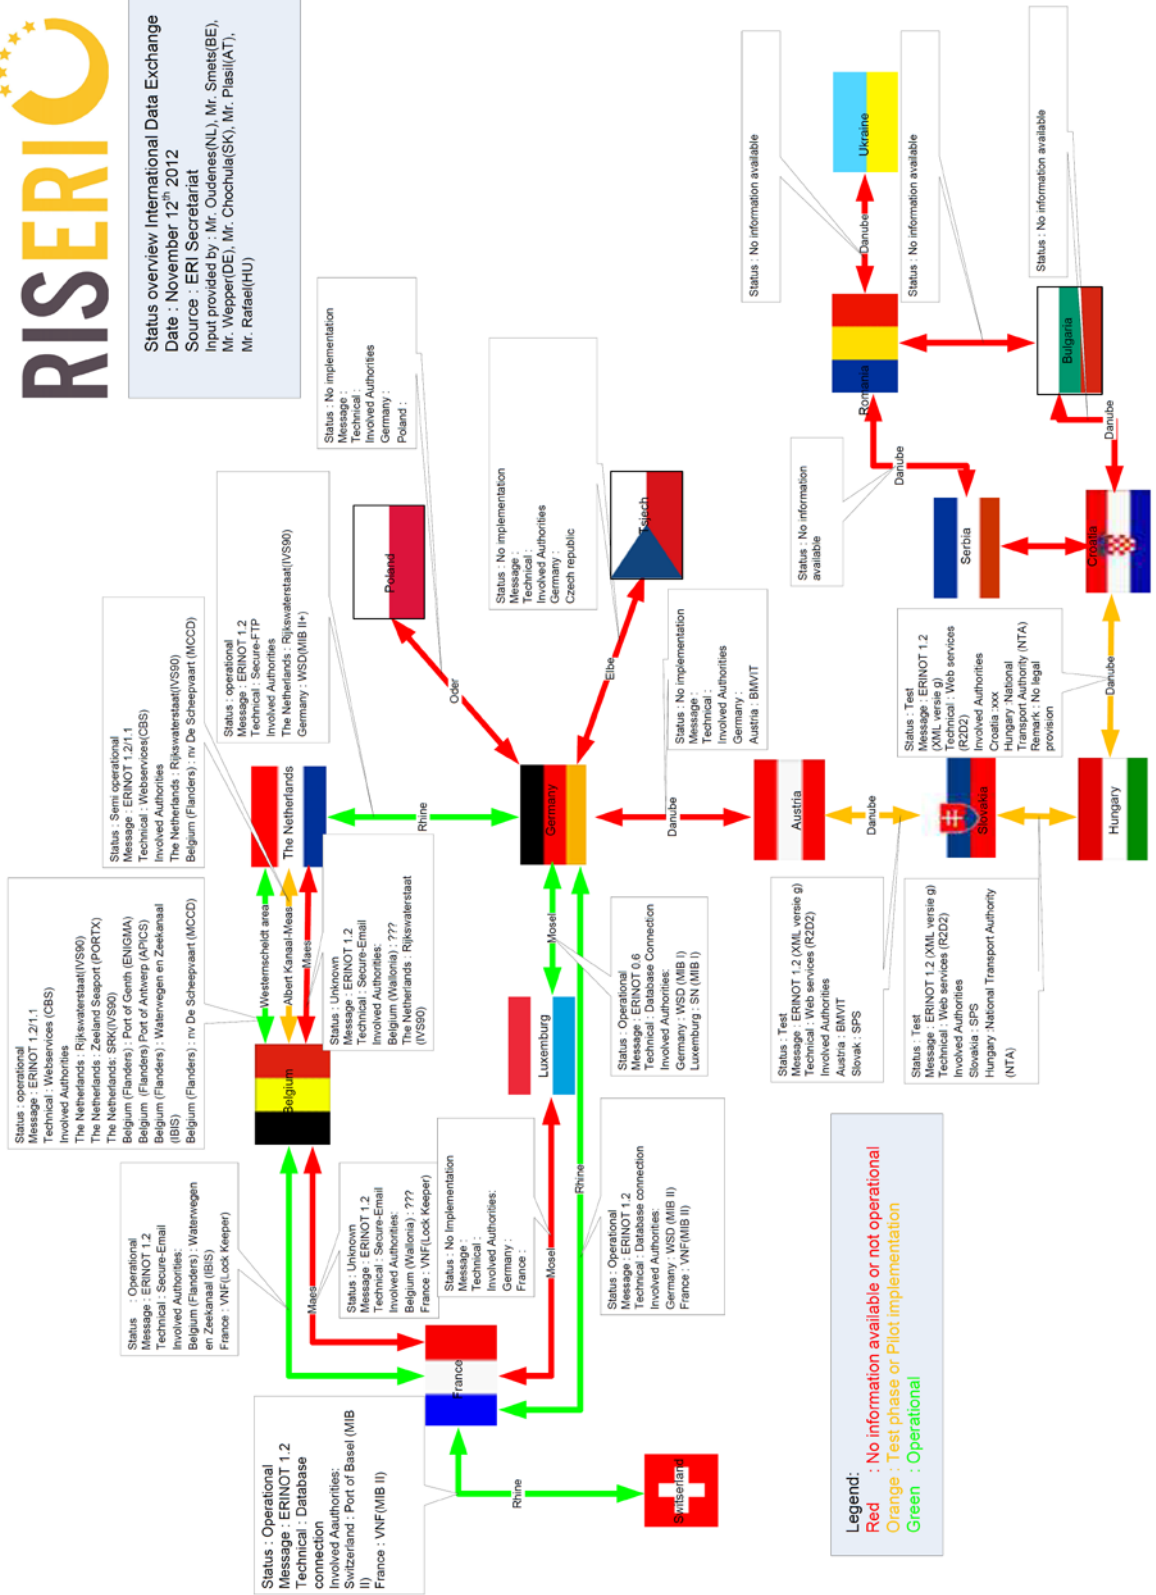 RISERI
Status overview International Data Exchange
Date : November 12th 2012
Source : ERI Secretariat
Input provided by : Mr. Oudenes(NL), Mr. Smets(BE),
Mr. Wepper(DE), Mr. Chochula(SK), Mr. Plasil(AT),
Mr. Rafael(HU)
Status : operational
Message : ERINOT 1.2/1.1
Technical : Webservices (CBS)
Involved Authorities
The Netherlands : Rijkswaterstaat(IVS90)
The Netherlands : Zeeland Seaport (PORTX)
The Netherlands: SRK(IVS90)
Belgium (Flanders) : Port of Genth (ENIGMA)
Belgium (Flanders) Port of Antwerp (APICS)
Belgium (Flanders) : Waterwegen en Zeekanaal
(IBIS)
Belgium (Flanders) : nv De Scheepvaart (MCCD)
Status : Semi operational
Message : ERINOT 1.2/1.1
Technical : Webservices(CBS)
Involved Authorities
The Netherlands : Rijkswaterstaat(IVS90)
Belgium (Flanders) : nv De Scheepvaart (MCCD)
Status : operational
Message : ERINOT 1.2
Technical : Secure-FTP
Involved Authorities
The Netherlands : Rijkswaterstaat(IVS90)
Germany : WSD(MIB II+)
Status : No implementation
Message :
Technical :
Involved Authorities
Germany :
Poland :
Status : Operational
Message : ERINOT 1.2
Technical : Secure-Email
Involved Authorities:
Belgium (Flanders) : Waterwegen
en Zeekanaal (IBIS)
France : VNF(Lock Keeper)
Belgium
Westernscheldt area
Albert Kanaal-Meas
Maes
The Netherlands
Status : Unknown
Message : ERINOT 1.2
Technical : Secure-Email
Involved Authorities:
Belgium (Wallonia) : ???
The Netherlands : Rijkswaterstaat
(IVS90)
Rhine
Oder
Poland
Maes
Status : Unknown
Message : ERINOT 1.2
Technical : Secure-Email
Involved Authorities:
Belgium (Wallonia) : ???
France : VNF(Lock Keeper)
Status : No Implementation
Message :
Technical :
Involved Authorities:
Germany :
France :
Status : No implementation
Message :
Technical :
Involved Authorities
Germany :
Czech republic
Status : Operational
Message : ERINOT 1.2
Technical : Database
connection
Involved Aauthorities:
Switzerland : Port of Basel (MIB
II)
France : VNF(MIB II)
France
Mosel
Luxemburg
Mosel
Germany
Elbe
Tsjech
Rhine
Rhine
Switserland
Status : Operational
Message : ERINOT 1.2
Technical : Database connection
Involved Authorities:
Germany : WSD (MIB II)
France : VNF(MIB II)
Status : Operational
Message : ERINOT 0.6
Technical : Database Connection
Involved Authorities:
Germany : WSD (MIB I)
Luxemburg : SN (MIB I)
Danube
Status : No implementation
Message :
Technical :
Involved Authorities
Germany :
Austria : BMVIT
Status : No information available
Austria
Status : No information
available
Romania
Danube
Ukraine
Status : Test
Message : ERINOT 1.2 (XML versie g)
Technical : Web services (R2D2)
Involved Authorities
Austria : BMVIT
Slovak : SPS
Danube
Danube
Status : No information available
Status : Test
Message : ERINOT 1.2 (XML versie g)
Technical : Web services (R2D2)
Involved Authorities
Slovakia : SPS
Hungary :National Transport Authority
(NTA)
Slovakia
Status : Test
Message : ERINOT 1.2
(XML versie g)
Technical : Web services
(R2D2)
Involved Authorities
Croatia :xxx
Hungary :National
Transport Authority (NTA)
Remark : No legal
provision
Serbia
Bulgaria
Status : No information available
Hungary
Danube
Croatia
Danube
Legend:
Red : No information available or not operational
Orange : Test phase or Pilot implementation
Green : Operational